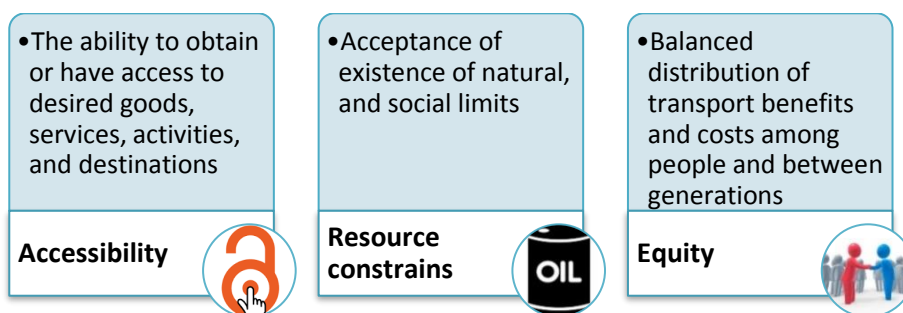 •The ability to obtain
or have access to
desired goods,
services, activities,
and destinations
Accessibility
•Acceptance of
existence of natural,
and social limits
Resource
constrains
OIL
•Balanced
distribution of
transport benefits
and costs among
people and between
generations
Equity